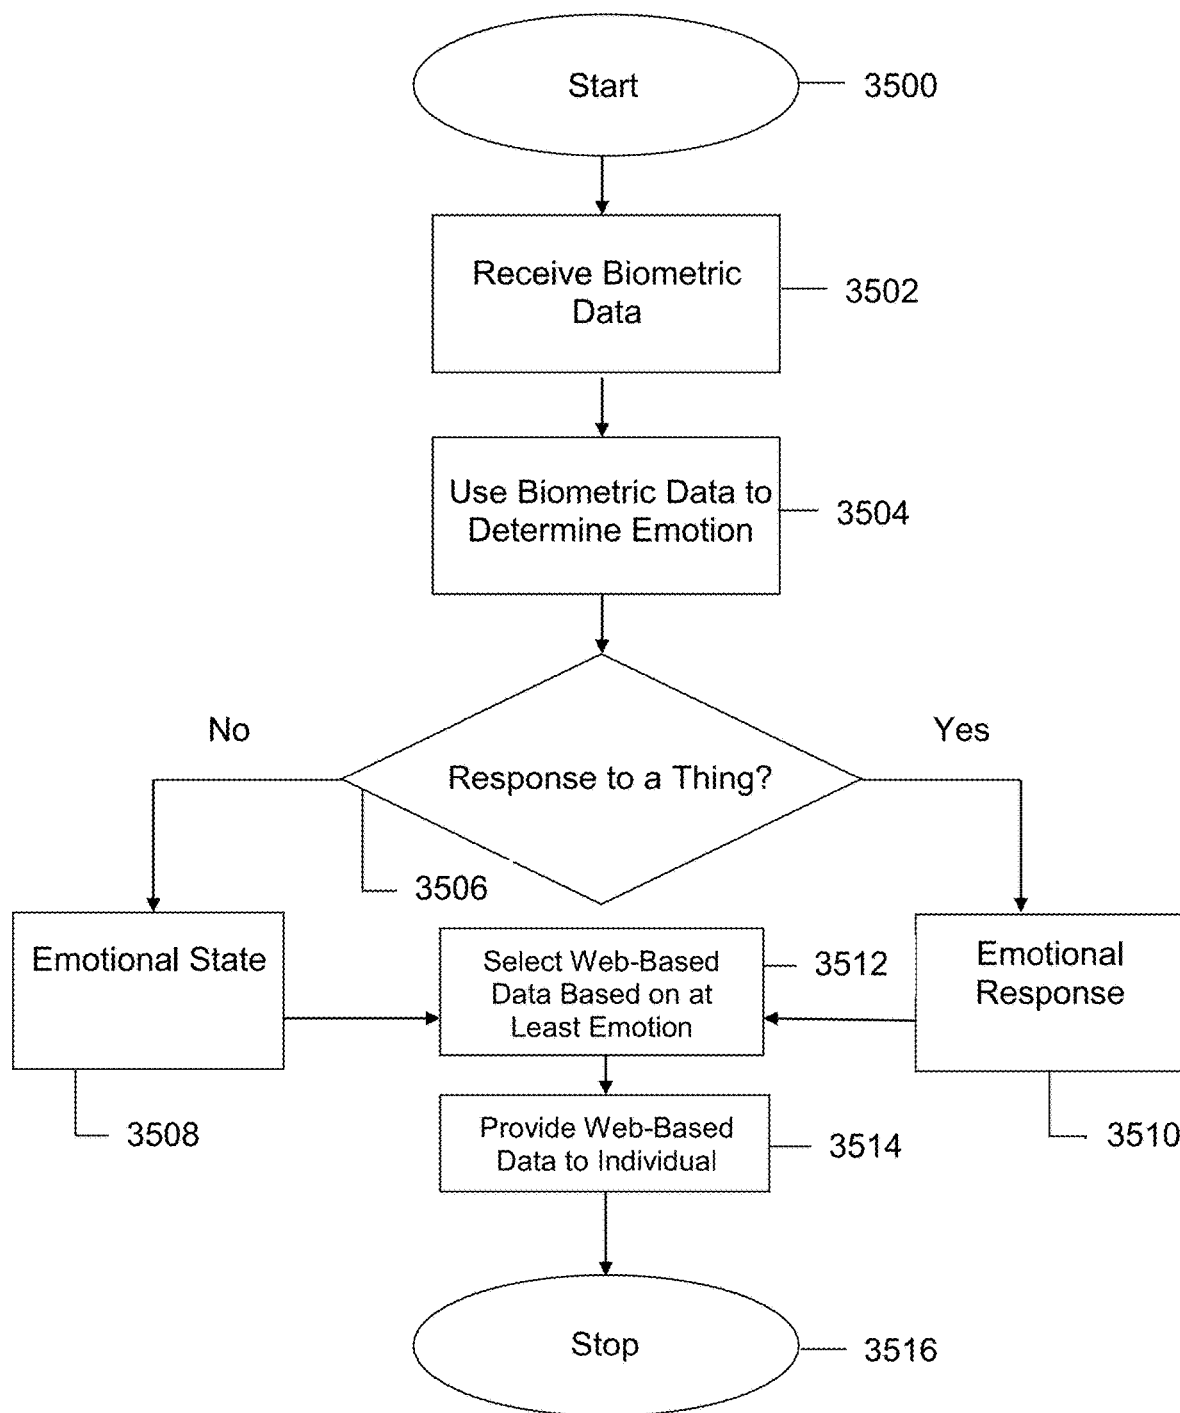 Start
3500
Receive Biometric
Data
3502
Use Biometric Data to
Determine Emotion
3504
No
Yes
Response to a Thing?
3506
Emotional State
3508
Emotional
Response
3510
Select Web-Based
Data Based on at
Least Emotion
3512
Provide Web-Based
Data to Individual
3514
Stop
3516